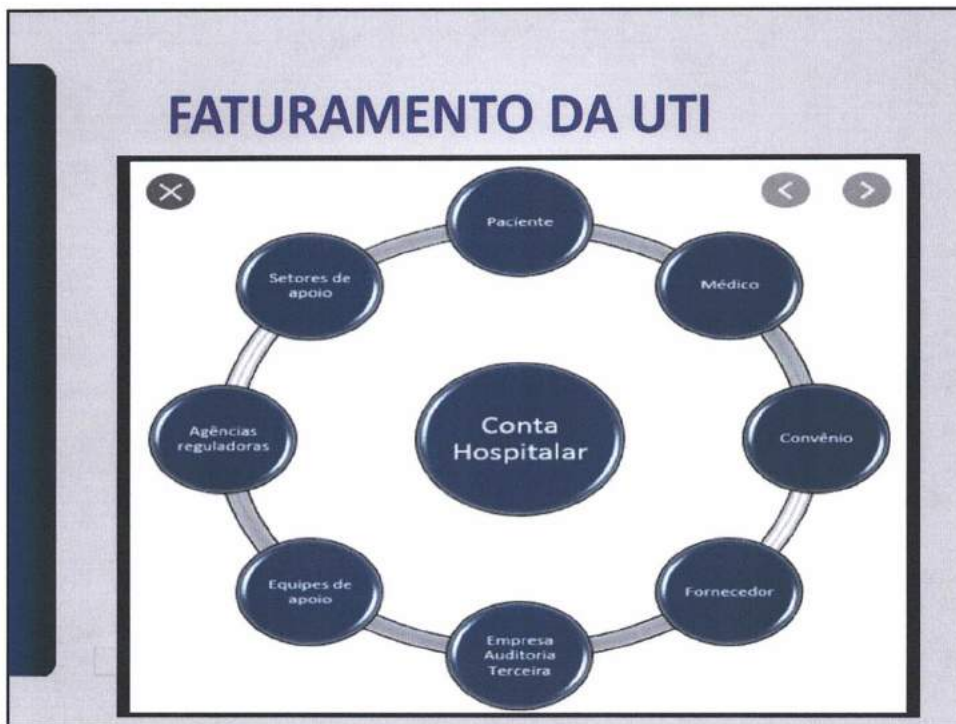 FATURAMENTO DA UTI
Paciente
Médico
Convênio
Fornecedor
Empresa
Auditoria
Terceira
Equipes de
apoio
Agências
reguladoras
Setores de
apoio
Conta
Hospitalar